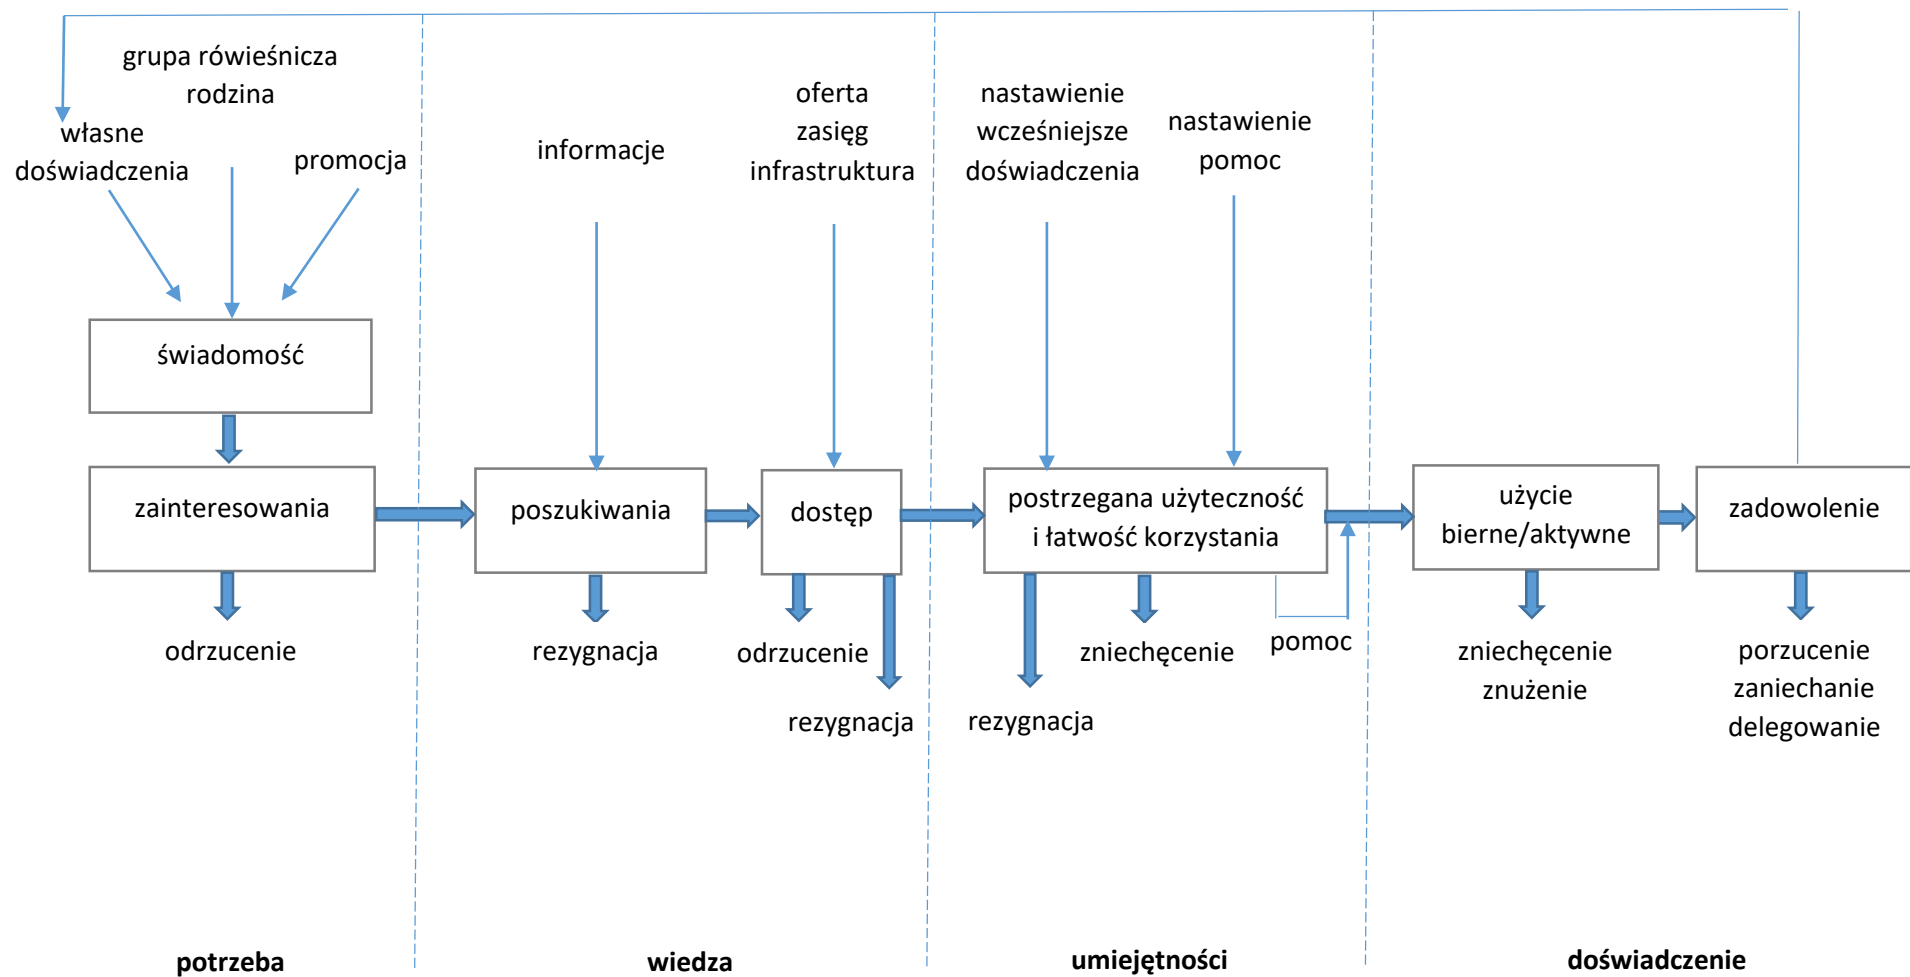 grupa rówieśnicza
rodzina
własne
doświadczenia
promocja
świadomość
zainteresowania
odrzucenie
potrzeba
informacje
oferta
zasięg
infrastruktura
poszukiwania
dostęp
rezygnacja
odrzucenie
rezygnacja
wiedza
nastawienie
wcześniejsze
doświadczenia
nastawienie
pomoc
postrzegana użyteczność
i łatwość korzystania
zniechęcenie
pomoc
rezygnacja
umiejętności
użycie
bierne/aktywne
zadowolenie
zniechęcenie
znużenie
porzucenie
zaniechanie
delegowanie
doświadczenie